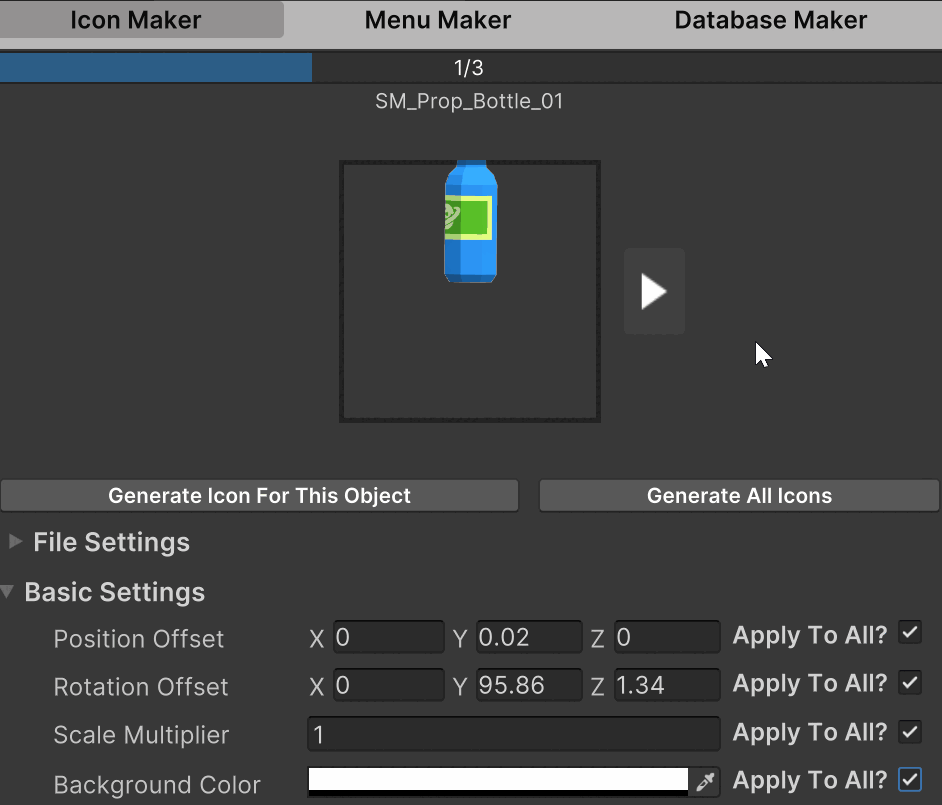 Icon Maker Menu Maker Database Maker
1/3
SM_Prop_Bottle_01
Generate Icon For This Object Generate All Icons
File Settings
Basic Settings
Position Offset X 0 Y 0.02 Z 0 Apply To All?
Rotation Offset X 0 Y 95.86 Z 1.34 Apply To All?
Scale Multiplier 1 Apply To All?
Background Color Apply To All?